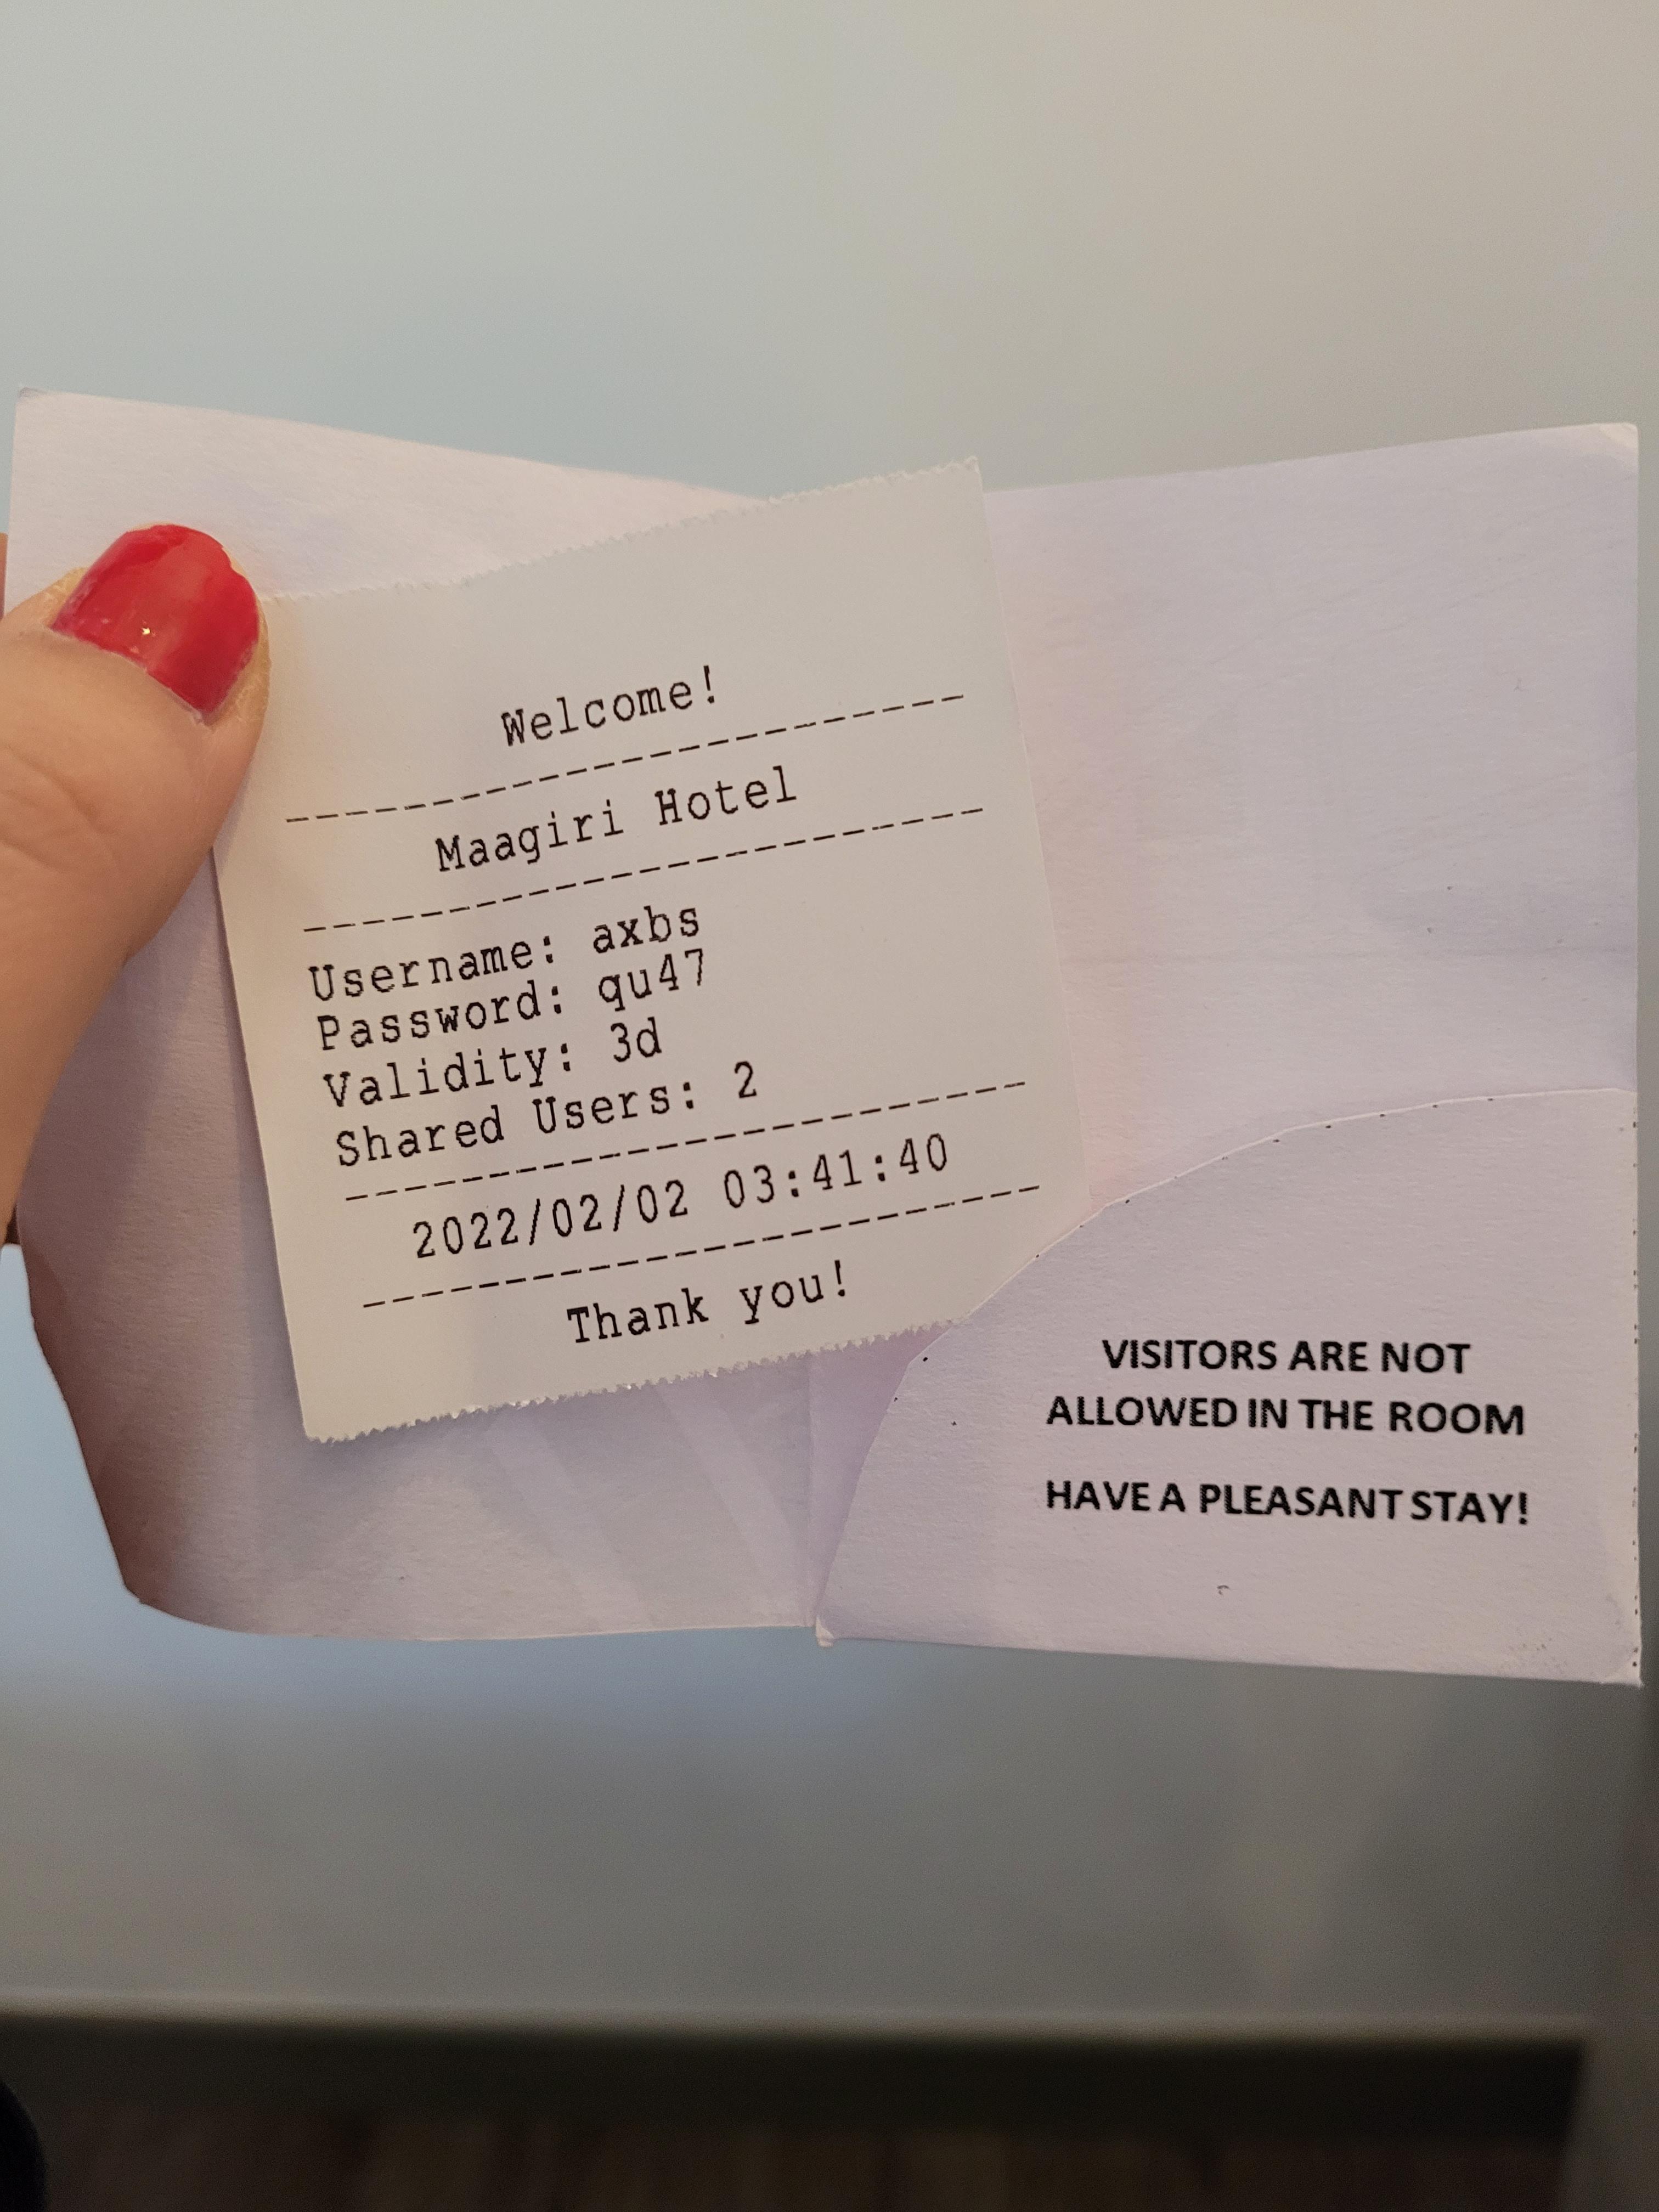 Welcome!
--------------------------------
Maagiri Hotel
--------------------------------
Username: axbs
Password: qu47
Validity: 3d
Shared Users: 2
--------------------------------
2022/02/02 03:41:40
--------------------------------
Thank you!
VISITORS ARE NOT
ALLOWED IN THE ROOM
HAVE A PLEASANT STAY!